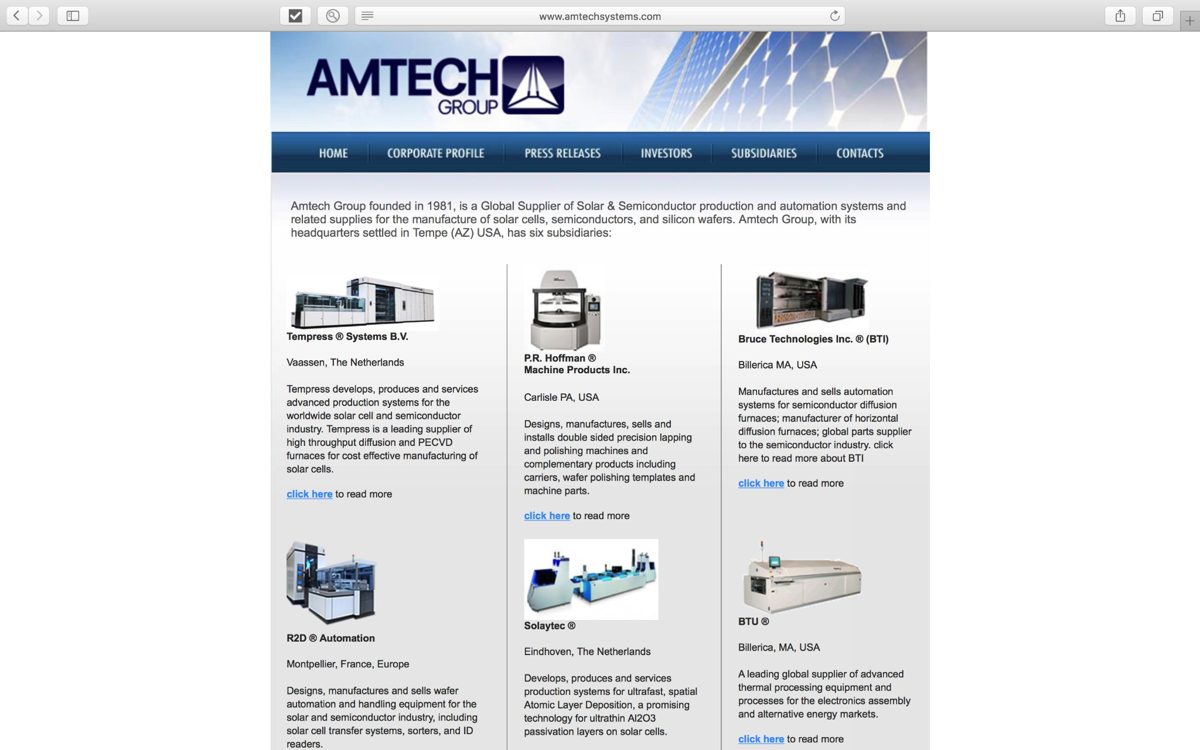 www.amtechsystems.com
AMTECH
GROUP
HOME
CORPORATE PROFILE
PRESS RELEASES
INVESTORS
SUBSIDIARIES
CONTACTS
Amtech Group founded in 1981, is a Global Supplier of Solar & Semiconductor production and automation systems and
related supplies for the manufacture of solar cells, semiconductors, and silicon wafers. Amtech Group, with its
headquarters settled in Tempe (AZ) USA, has six subsidiaries:
Tempress ® Systems B.V.
Vaassen, The Netherlands
Tempress develops, produces and services
advanced production systems for the
worldwide solar cell and semiconductor
industry. Tempress is a leading supplier of
high throughput diffusion and PECVD
furnaces for cost effective manufacturing of
solar cells.
click here to read more
P.R. Hoffman ®
Machine Products Inc.
Carlisle PA, USA
Designs, manufactures, sells and
installs double sided precision lapping
and polishing machines and
complementary products including
carriers, wafer polishing templates and
machine parts.
click here to read more
Bruce Technologies Inc. ® (BTI)
Billerica MA, USA
Manufactures and sells automation
systems for semiconductor diffusion
furnaces; manufacturer of horizontal
diffusion furnaces; global parts supplier
to the semiconductor industry. click
here to read more about BTI
click here to read more
R2D ® Automation
Montpellier, France, Europe
Designs, manufactures and sells wafer
automation and handling equipment for the
solar and semiconductor industry, including
solar cell transfer systems, sorters, and ID
readers.
Solaytec ®
Eindhoven, The Netherlands
Develops, produces and services
production systems for ultrafast, spatial
Atomic Layer Deposition, a promising
technology for ultrathin Al2O3
passivation layers on solar cells.
BTU ®
Billerica, MA, USA
A leading global supplier of advanced
thermal processing equipment and
processes for the electronics assembly
and alternative energy markets.
click here to read more